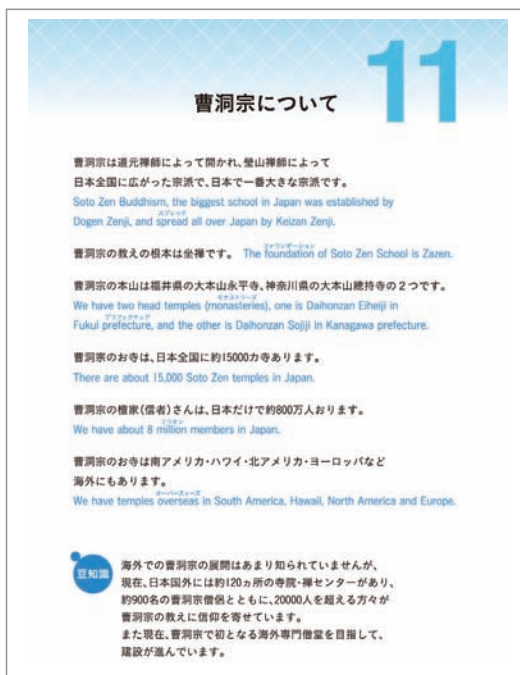 11
曹洞宗について
曹洞宗は道元禅師によって開かれ、瑩山禅師によって
日本全国に広がった宗派で、日本で一番大きな宗派です。
Soto Zen Buddhism, the biggest school in Japan was established by
スプレッド
Dogen Zenji, and spread all over Japan by Keizan Zenji.
ファウンデーション
曹洞宗の教えの根本は坐禅です。 The foundation of Soto Zen School is Zazen.
曹洞宗の本山は福井県の大本山永平寺、神奈川県の大本山總持寺の2つです。
モナストリーズ
We have two head temples (monasteries), one is Daihonzan Eiheiji in
プリフェクチュア
Fukui prefecture, and the other is Daihonzan Sojiji in Kanagawa prefecture.
曹洞宗のお寺は、日本全国に約15000カ寺あります。
There are about 15,000 Soto Zen temples in Japan.
曹洞宗の檀家(信者)さんは、日本だけで約800万人おります。
ミリオン
We have about 8 million members in Japan.
曹洞宗のお寺は南アメリカ・ハワイ・北アメリカ・ヨーロッパなど
海外にもあります。
オーバースィーズ
We have temples overseas in South America, Hawaii, North America and Europe.
豆知識
海外での曹洞宗の展開はあまり知られていませんが、
現在、日本国外には約120ヵ所の寺院・禅センターがあり、
約900名の曹洞宗僧侶とともに、20000人を超える方々が
曹洞宗の教えに信仰を寄せています。
また現在、曹洞宗で初となる海外専門僧堂を目指して、
建設が進んでいます。